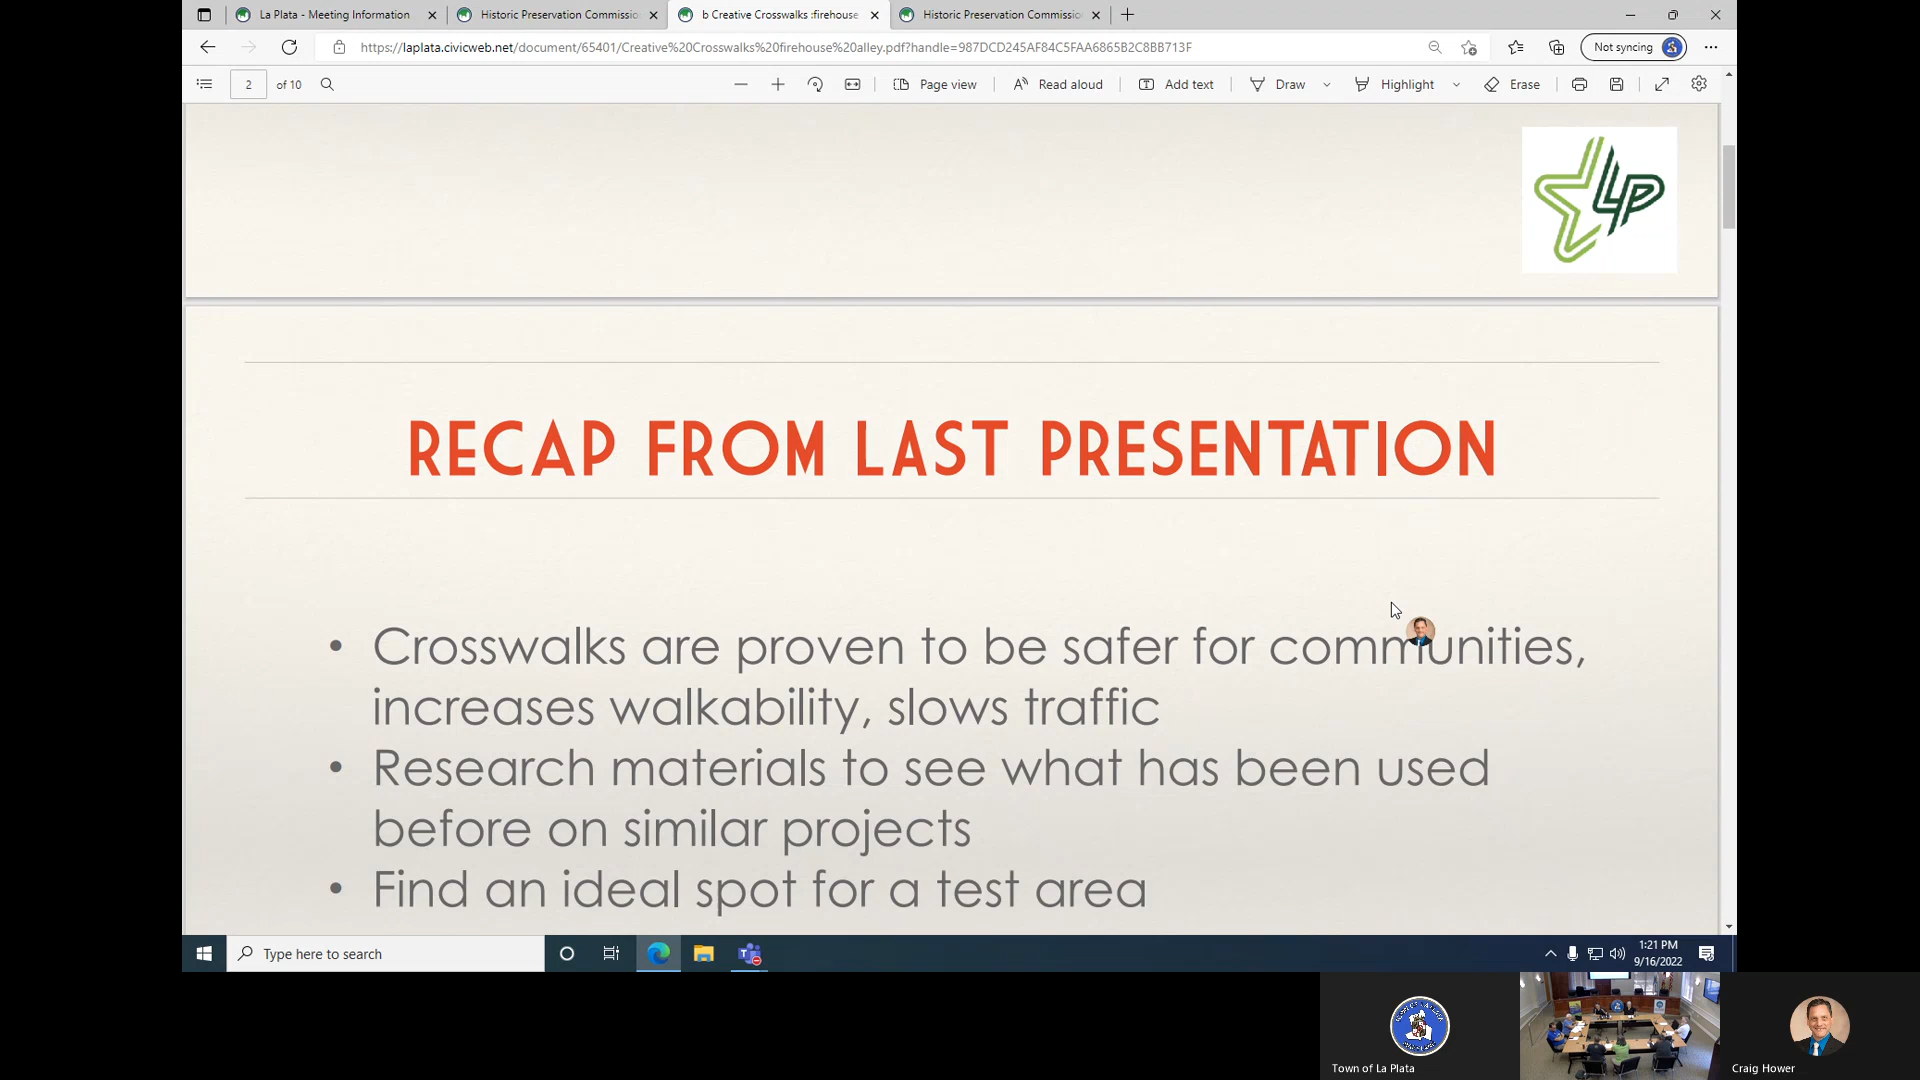 La Plata - Meeting Information
Historic Preservation Commissio
b Creative Crosswalks :firehouse
Historic Preservation Commissio
https://laplata.civicweb.net/document/65401/Creative%20Crosswalks%20firehouse%20alley.pdf?handle=987DCD245AF84C5FAA6865B2C8BB713F
Not syncing
2 of 10
Page view
Read aloud
Add text
Draw
Highlight
Erase
LP
RECAP FROM LAST PRESENTATION
• Crosswalks are proven to be safer for communities,
increases walkability, slows traffic
• Research materials to see what has been used
before on similar projects
• Find an ideal spot for a test area
Type here to search
1:21 PM
9/16/2022
Town of La Plata
Craig Hower